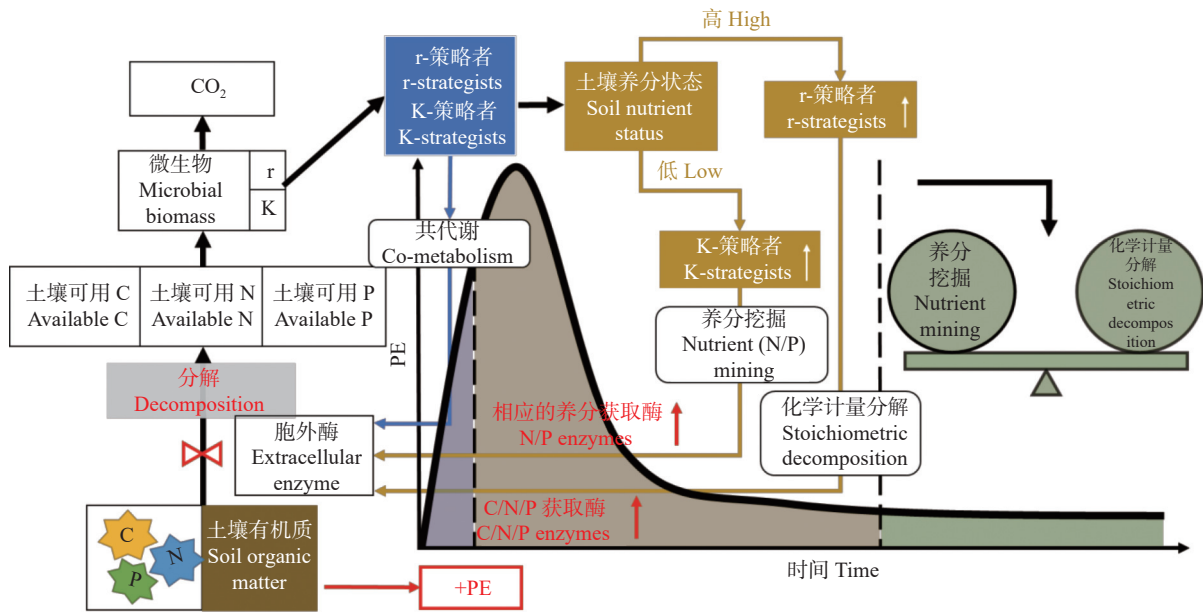 CO₂
微生物
Microbial
biomass
r
K
土壤可用 C
Available
C
土壤可用 N
Available
N
土壤可用 P
Available
P
分解
Decomposition
胞外酶
Extracellular
enzyme
C
N
P
土壤有机质
Soil organic
matter
+PE
r-策略者
r-strategists
K-策略者
K-strategists
共代谢
Co-metabolism
PE
土壤养分状态
Soil nutrient
status
高 High
低 Low
r-策略者
r-strategists
K-策略者
K-strategists
养分挖掘
Nutrient (N/P)
mining
相应的养分获取酶
N/P enzymes
化学计量分解
Stoichiometric
decomposition
C/N/P 获取酶
C/N/P enzymes
时间 Time
养分
挖掘
Nutrient
mining
化学计量
分解
Stoichiom
etric
decompos
ition